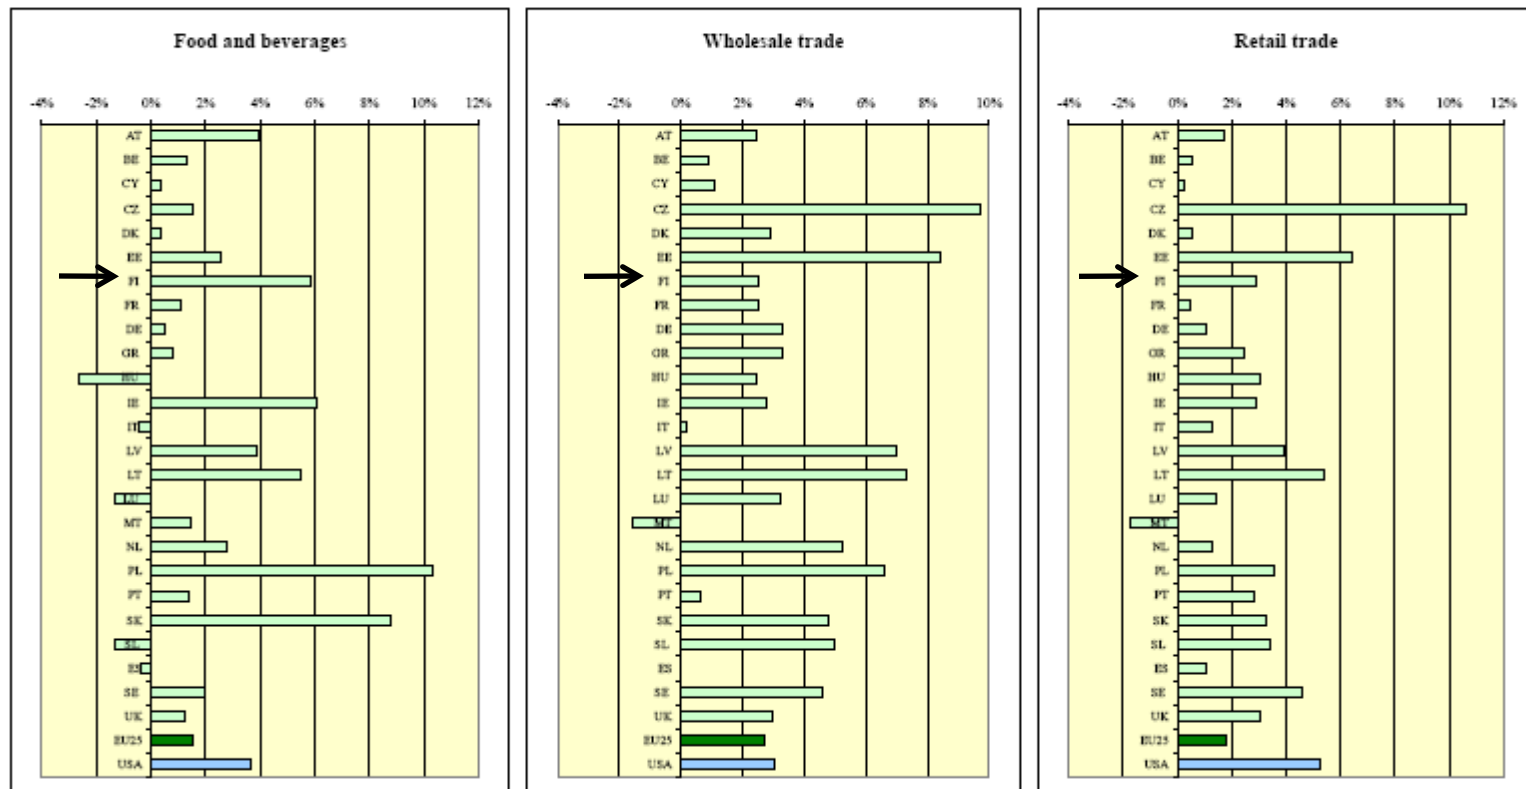 Food and beverages
-4% -2% 0% 2% 4% 6% 8% 10% 12%
AT
BE
CY
CZ
DK
EE
FI
FR
DE
GR
HU
IE
IT
LV
LT
LU
MT
NL
PL
PT
SK
SL
ES
SE
UK
EU25
USA
Wholesale trade
-4% -2% 0% 2% 4% 6% 8% 10%
AT
BE
CY
CZ
DK
EE
FI
FR
DE
GR
HU
IE
IT
LV
LT
LU
MT
NL
PL
PT
SK
SL
ES
SE
UK
EU25
USA
Retail trade
-4% -2% 0% 2% 4% 6% 8% 10% 12%
AT
BE
CY
CZ
DK
EE
FI
FR
DE
GR
HU
IE
IT
LV
LT
LU
MT
NL
PL
PT
SK
SL
ES
SE
UK
EU25
USA